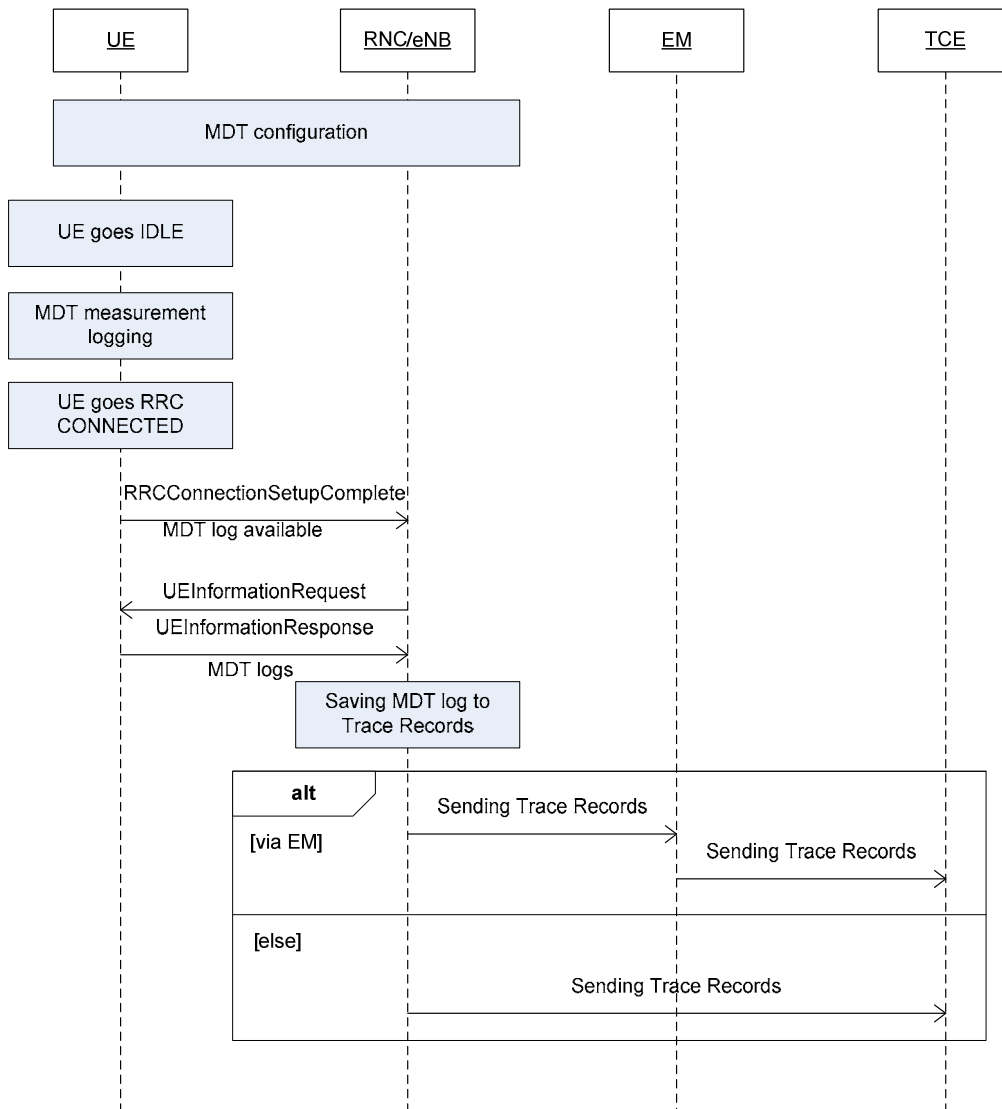 UE
RNC/eNB
EM
TCE
MDT configuration
UE goes IDLE
MDT measurement
logging
UE goes RRC
CONNECTED
RRCConnectionSetupComplete
MDT log available
UEInformationRequest
UEInformationResponse
MDT logs
Saving MDT log to
Trace Records
alt
Sending Trace Records
[via EM]
Sending Trace Records
[else]
Sending Trace Records